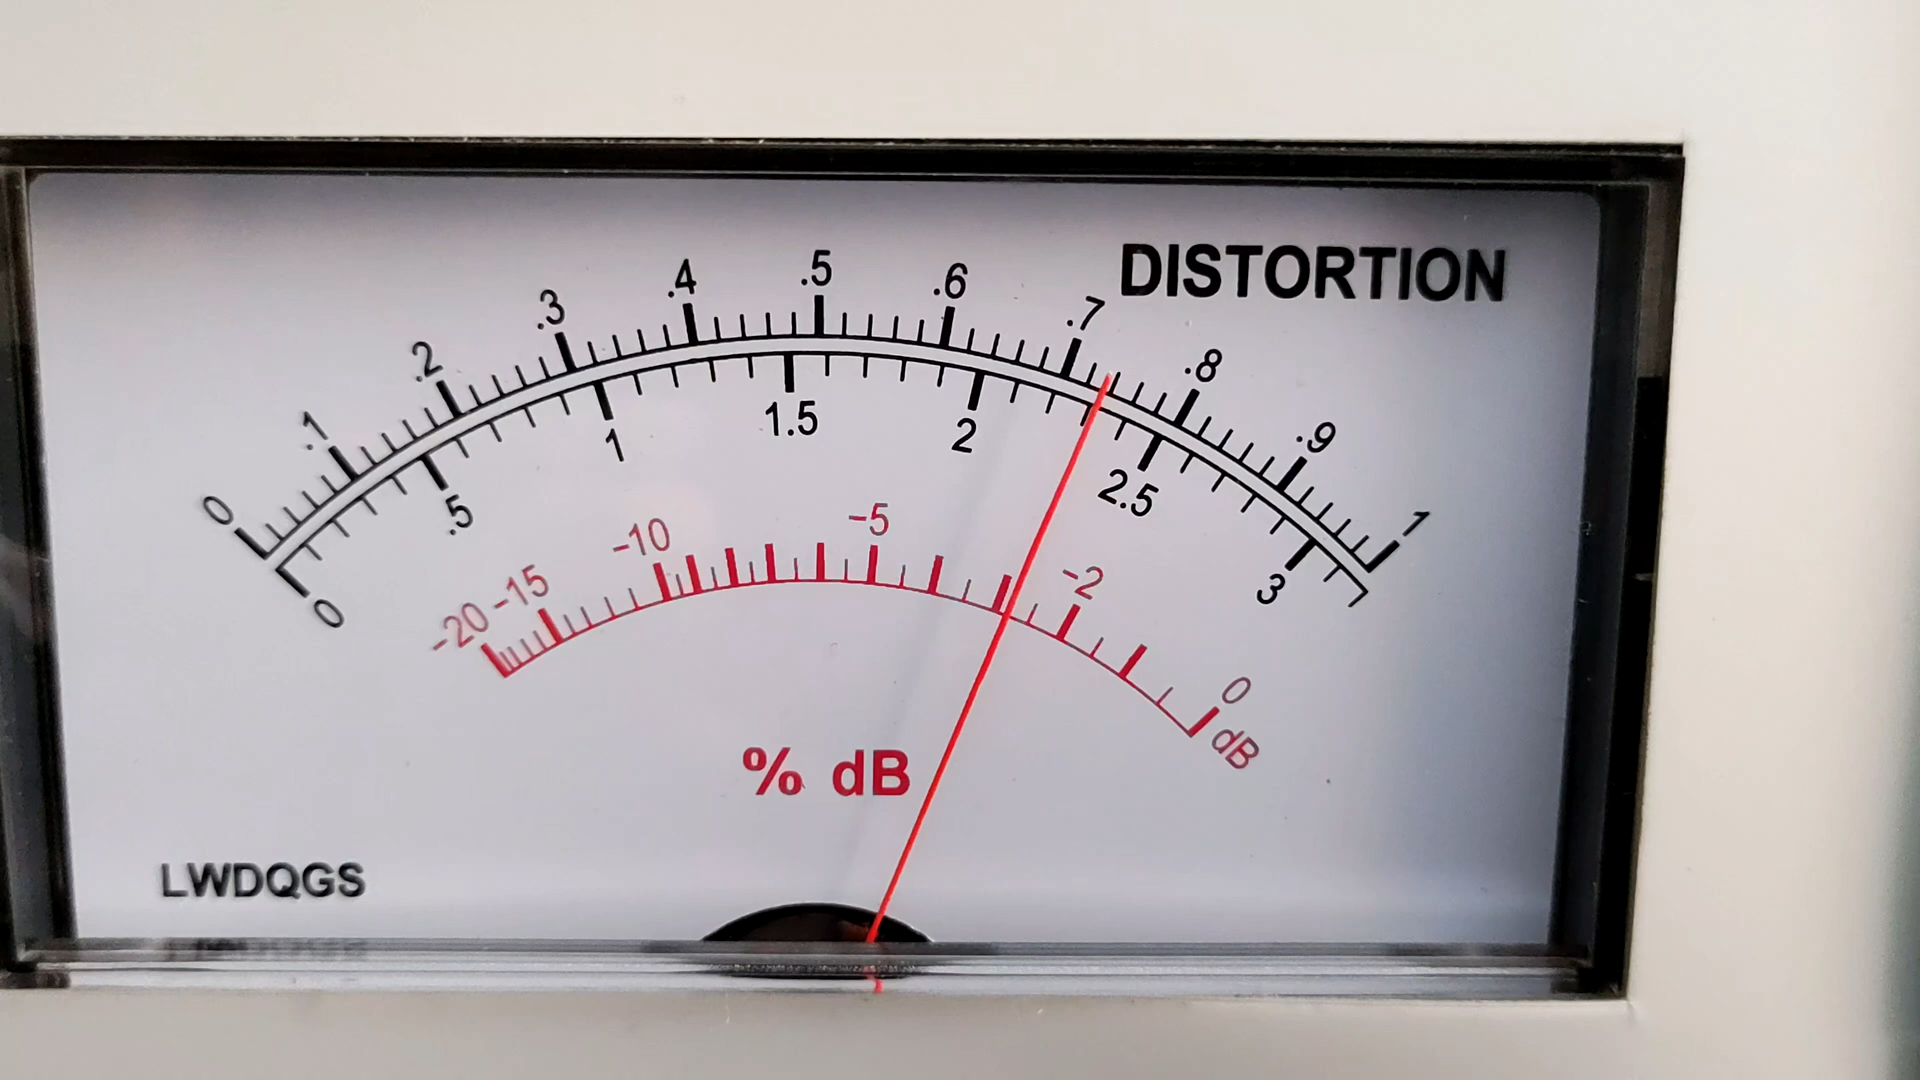 DISTORTION
0 .1 .2 .3 .4 .5 .6 .7 .8 .9 1
0 .5 1 1.5 2 2.5 3
-20 -15 -10 -5 -2 0 dB
% dB
LWDQGS